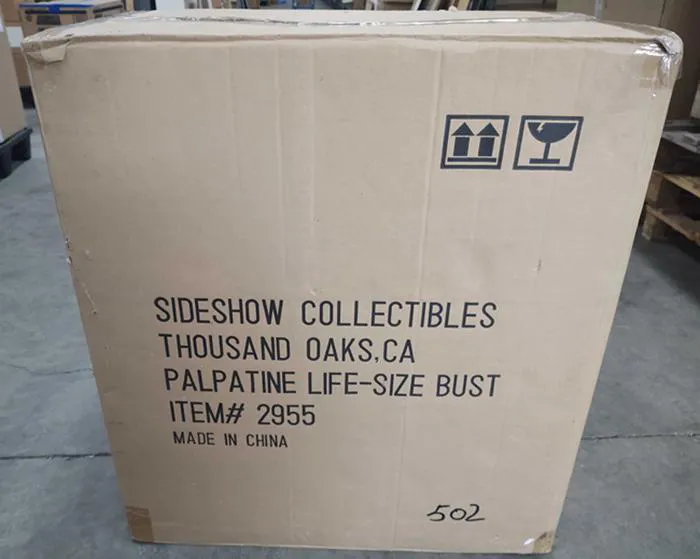 SIDESHOW COLLECTIBLES
THOUSAND OAKS,CA
PALPATINE LIFE-SIZE BUST
ITEM# 2955
MADE IN CHINA
502